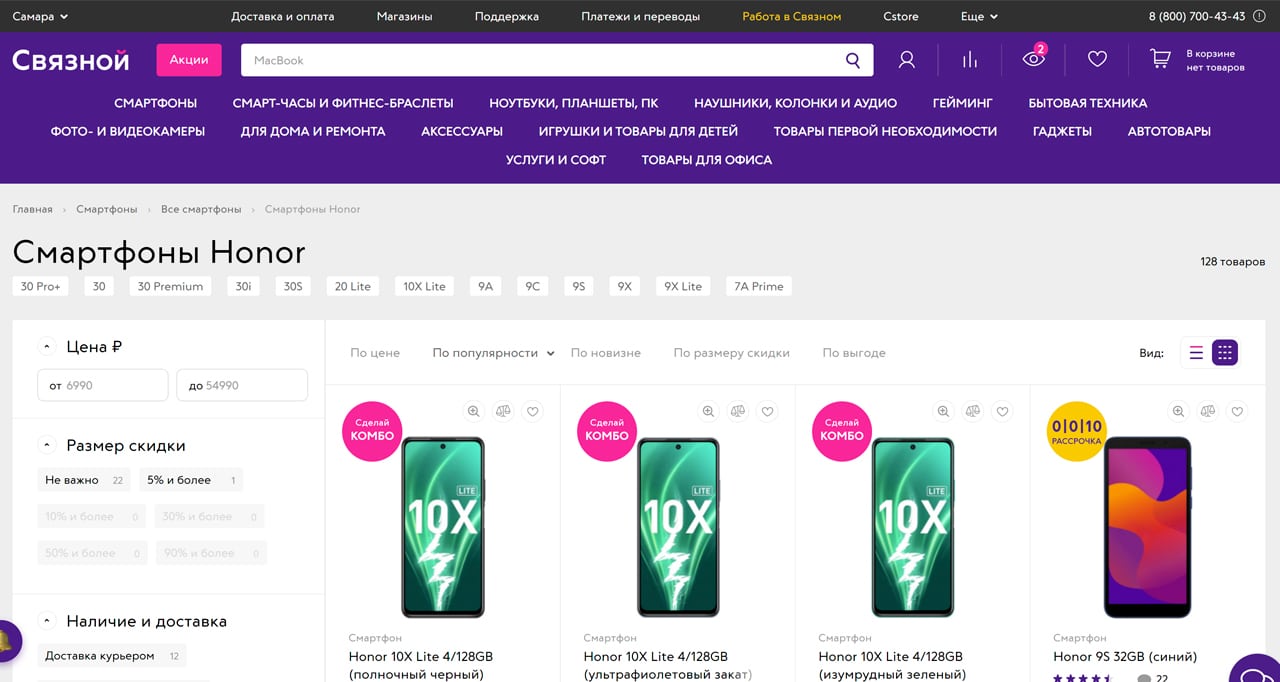 Самара Доставка и оплата Магазины Поддержка Платежи и переводы Работа в Связном Cstore Еще 8 (800) 700-43-43
Связной Акции MacBook 2 В корзине
нет товаров
СМАРТФОНЫ СМАРТ-ЧАСЫ И ФИТНЕС-БРАСЛЕТЫ НОУТБУКИ, ПЛАНШЕТЫ, ПК НАУШНИКИ, КОЛОНКИ И АУДИО ГЕЙМИНГ БЫТОВАЯ ТЕХНИКА
ФОТО- И ВИДЕОКАМЕРЫ ДЛЯ ДОМА И РЕМОНТА АКСЕССУАРЫ ИГРУШКИ И ТОВАРЫ ДЛЯ ДЕТЕЙ ТОВАРЫ ПЕРВОЙ НЕОБХОДИМОСТИ ГАДЖЕТЫ АВТОТОВАРЫ
УСЛУГИ И СОФТ ТОВАРЫ ДЛЯ ОФИСА
Главная › Смартфоны › Все смартфоны › Смартфоны Honor
Смартфоны Honor
128 товаров
30 Pro+ 30 30 Premium 30i 30S 20 Lite 10X Lite 9A 9C 9S 9X 9X Lite 7A Prime
Цена ₽
от 6990 до 54990
Размер скидки
Не важно 22 5% и более 1
10% и более 0 30% и более 0
50% и более 0 90% и более 0
Наличие и доставка
Доставка курьером 12
По цене По популярности По новизне По размеру скидки По выгоде Вид:
Сделай
КОМБО
LITE
10X
Смартфон
Honor 10X Lite 4/128GB
(полночный черный)
Сделай
КОМБО
LITE
10X
Смартфон
Honor 10X Lite 4/128GB
(ультрафиолетовый закат)
Сделай
КОМБО
LITE
10X
Смартфон
Honor 10X Lite 4/128GB
(изумрудный зеленый)
0|0|10
РАССРОЧКА
Смартфон
Honor 9S 32GB (синий)
22